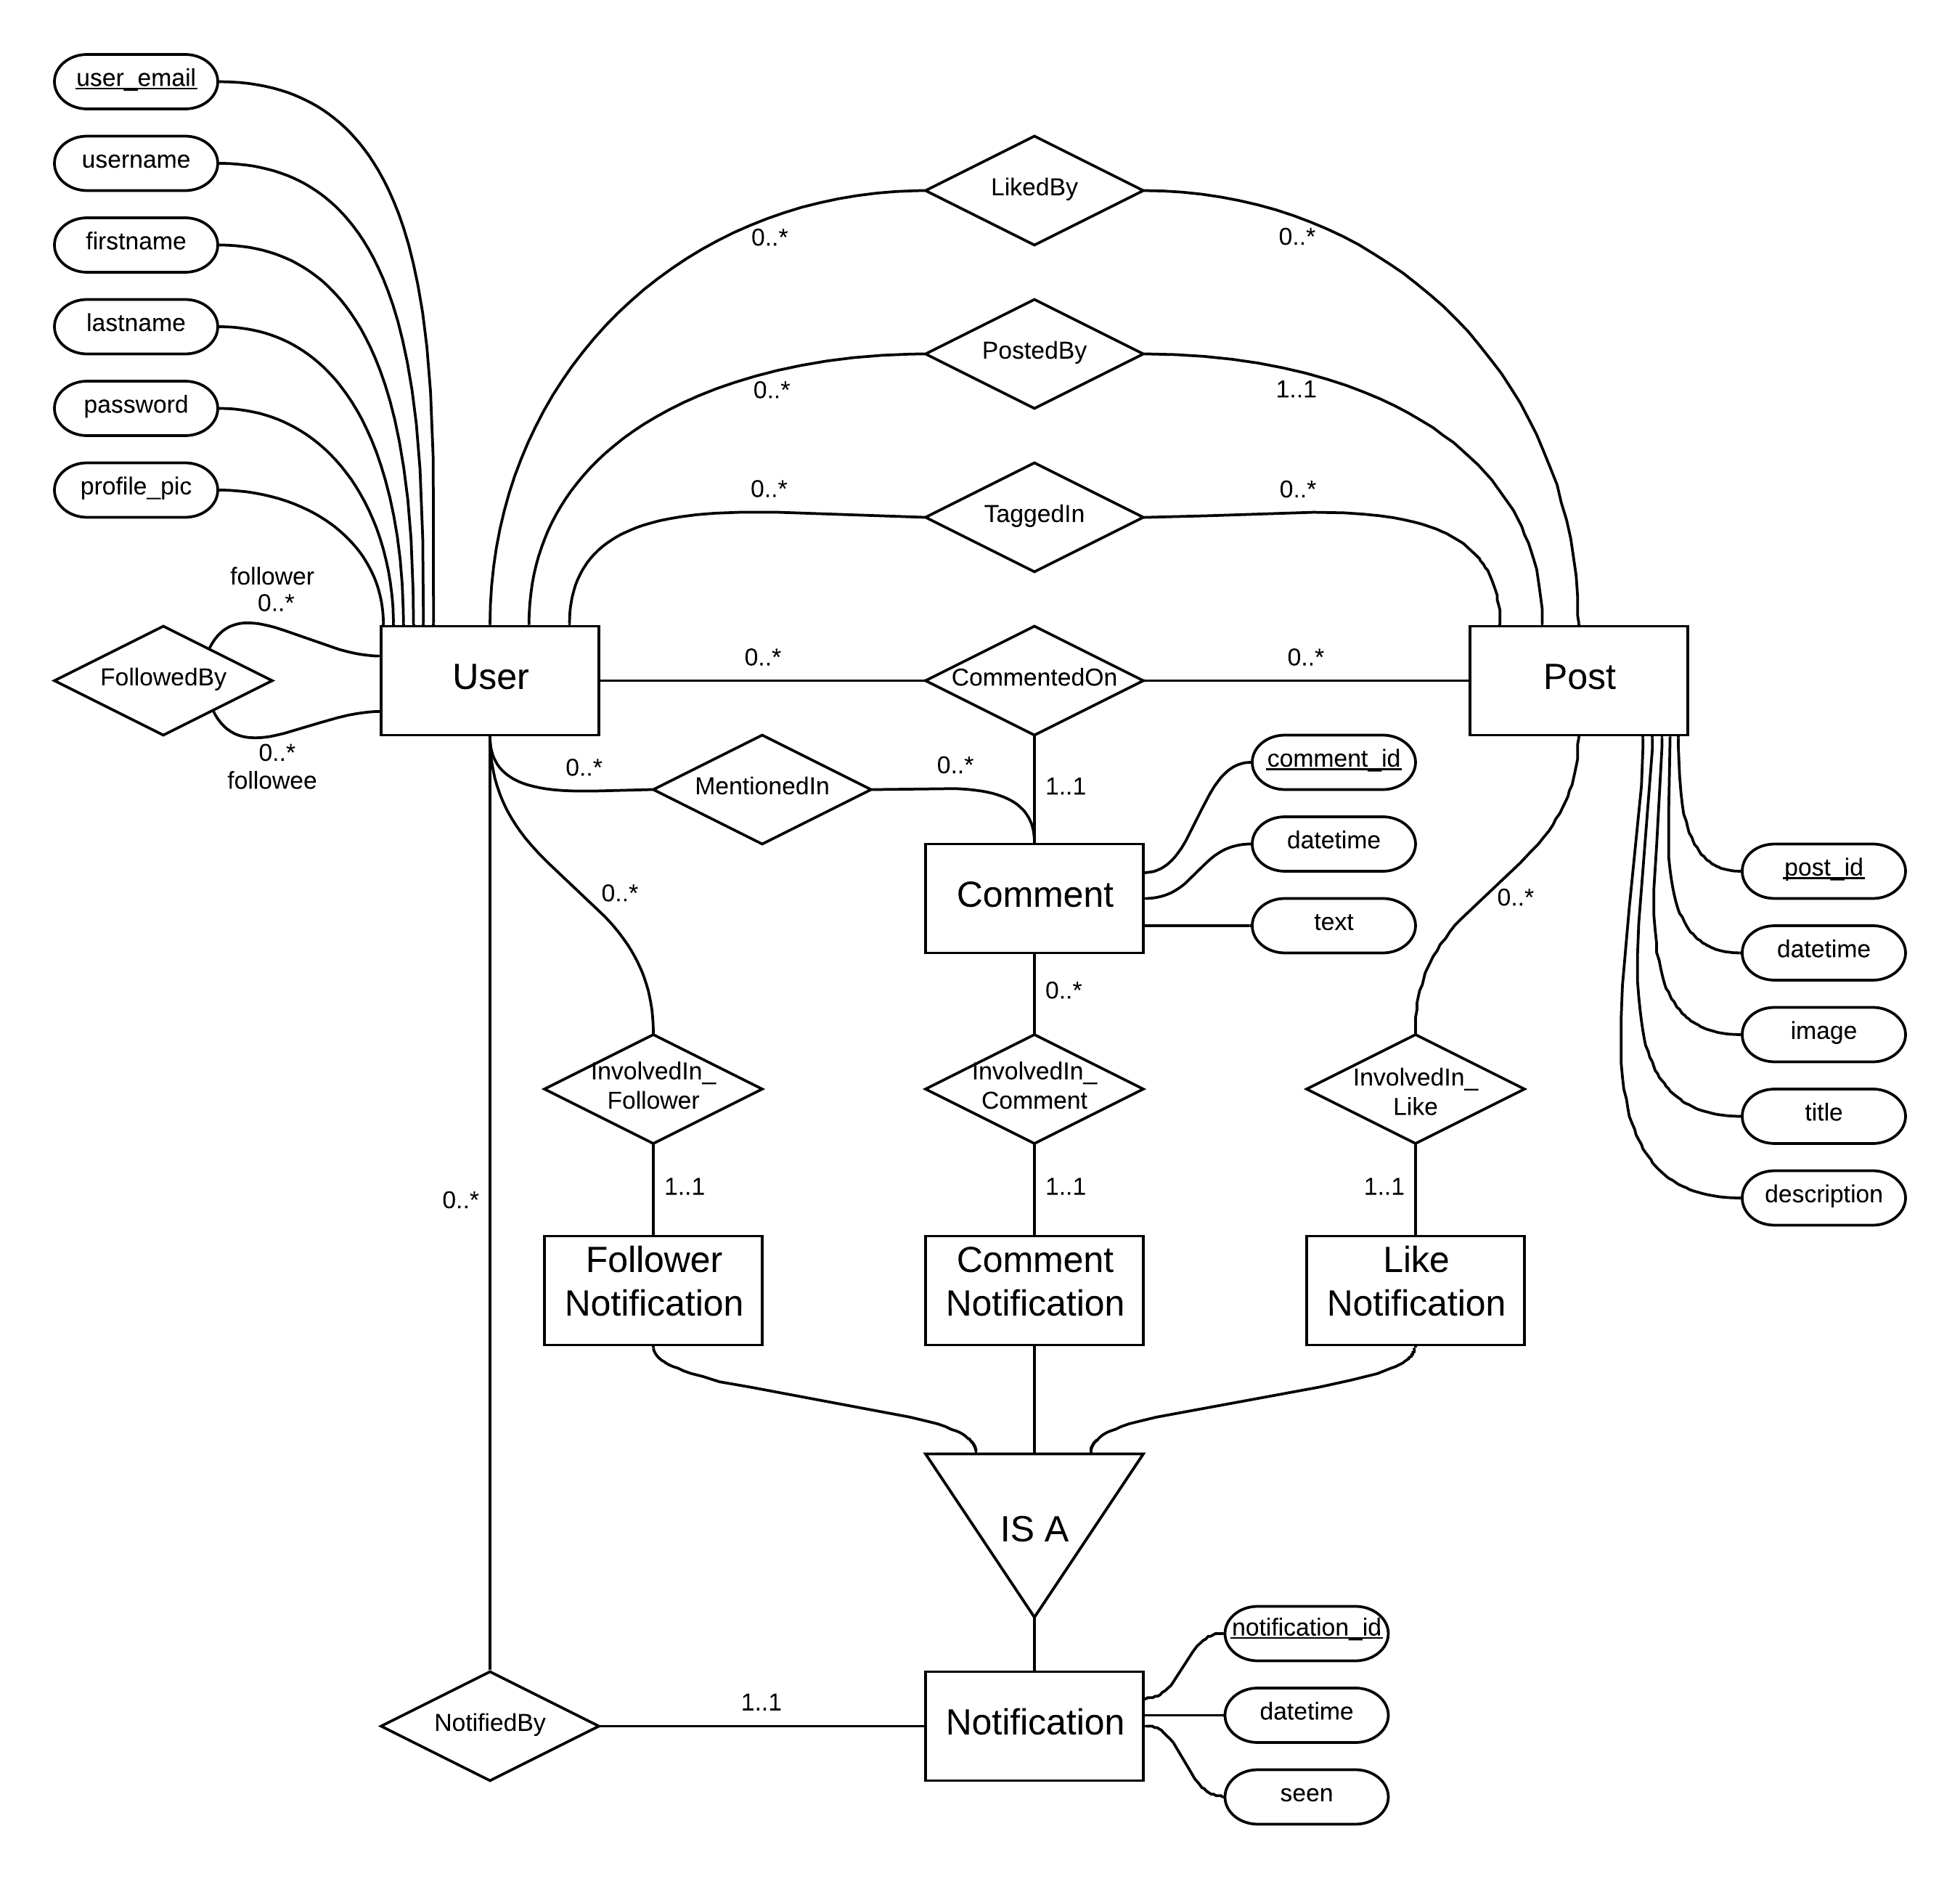 user_email
username
firstname
lastname
password
profile_pic
LikedBy
0..*
0..*
PostedBy
0..*
1..1
TaggedIn
0..*
0..*
follower
0..*
FollowedBy
0..*
followee
User
0..*
CommentedOn
0..*
Post
0..*
MentionedIn
0..*
1..1
comment_id
datetime
text
Comment
post_id
datetime
image
title
description
0..*
0..*
0..*
InvolvedIn_
Follower
InvolvedIn_
Comment
InvolvedIn_
Like
0..*
1..1
1..1
1..1
Follower
Notification
Comment
Notification
Like
Notification
IS A
NotifiedBy
1..1
Notification
notification_id
datetime
seen